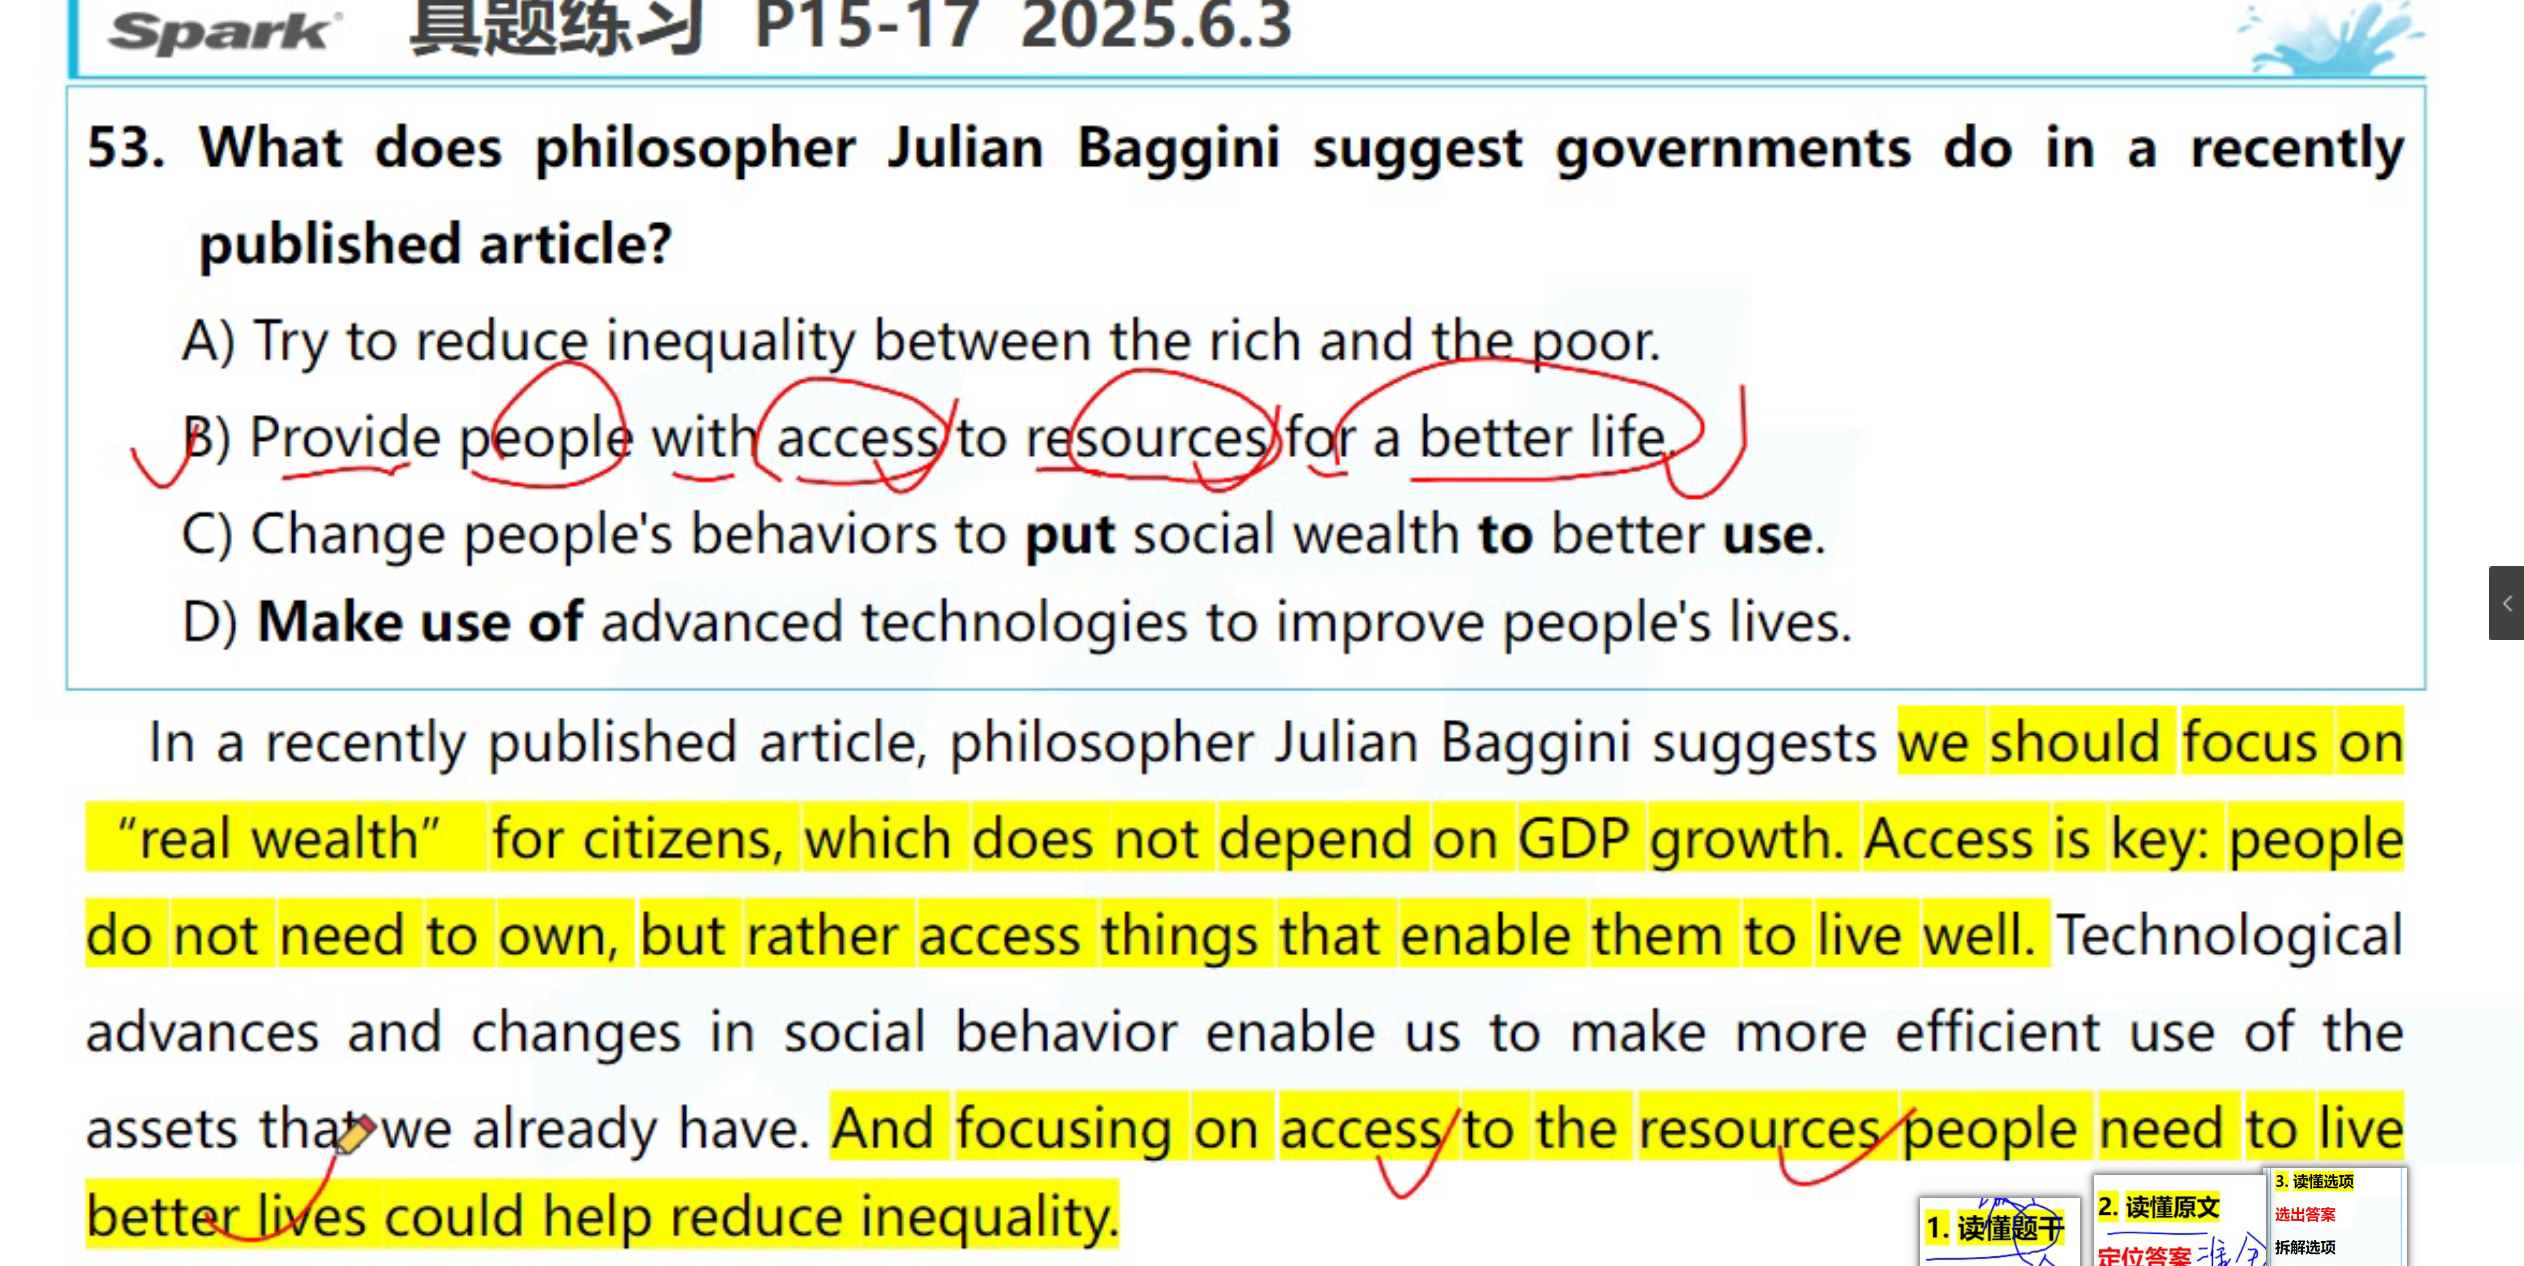 Spark 真题练习 P15-17 2025.6.3
53. What does philosopher Julian Baggini suggest governments do in a recently
published article?
A) Try to reduce inequality between the rich and the poor.
B) Provide people with access to resources for a better life.
C) Change people's behaviors to put social wealth to better use.
D) Make use of advanced technologies to improve people's lives.
In a recently published article, philosopher Julian Baggini suggests we should focus on
“real wealth” for citizens, which does not depend on GDP growth. Access is key: people
do not need to own, but rather access things that enable them to live well. Technological
advances and changes in social behavior enable us to make more efficient use of the
assets that we already have. And focusing on access to the resources people need to live
better lives could help reduce inequality.
1. 读懂题干
2. 读懂原文
定位答案
3. 读懂选项
选出答案
拆解选项